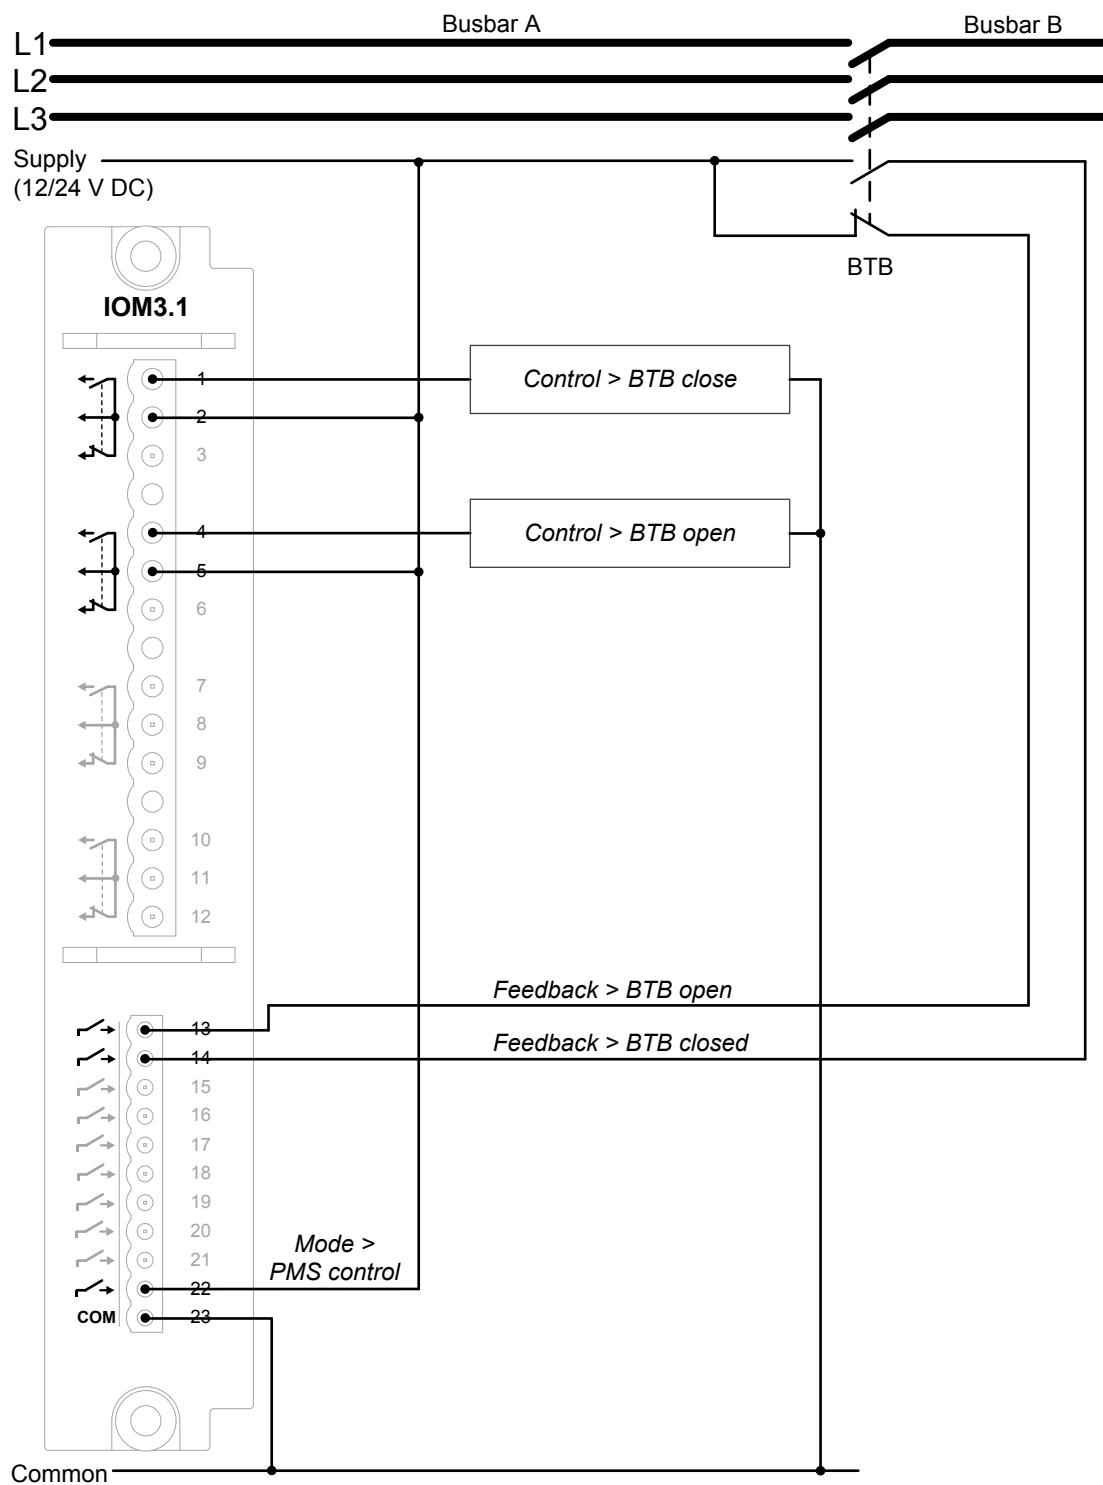 Busbar A
Busbar B
L1
L2
L3
Supply
(12/24 V DC)
BTB
IOM3.1
1
Control > BTB close
2
3
4
Control > BTB open
5
6
7
8
9
10
11
12
Feedback > BTB open
13
Feedback > BTB closed
14
15
16
17
18
19
20
21
Mode >
PMS control
22
COM
23
Common